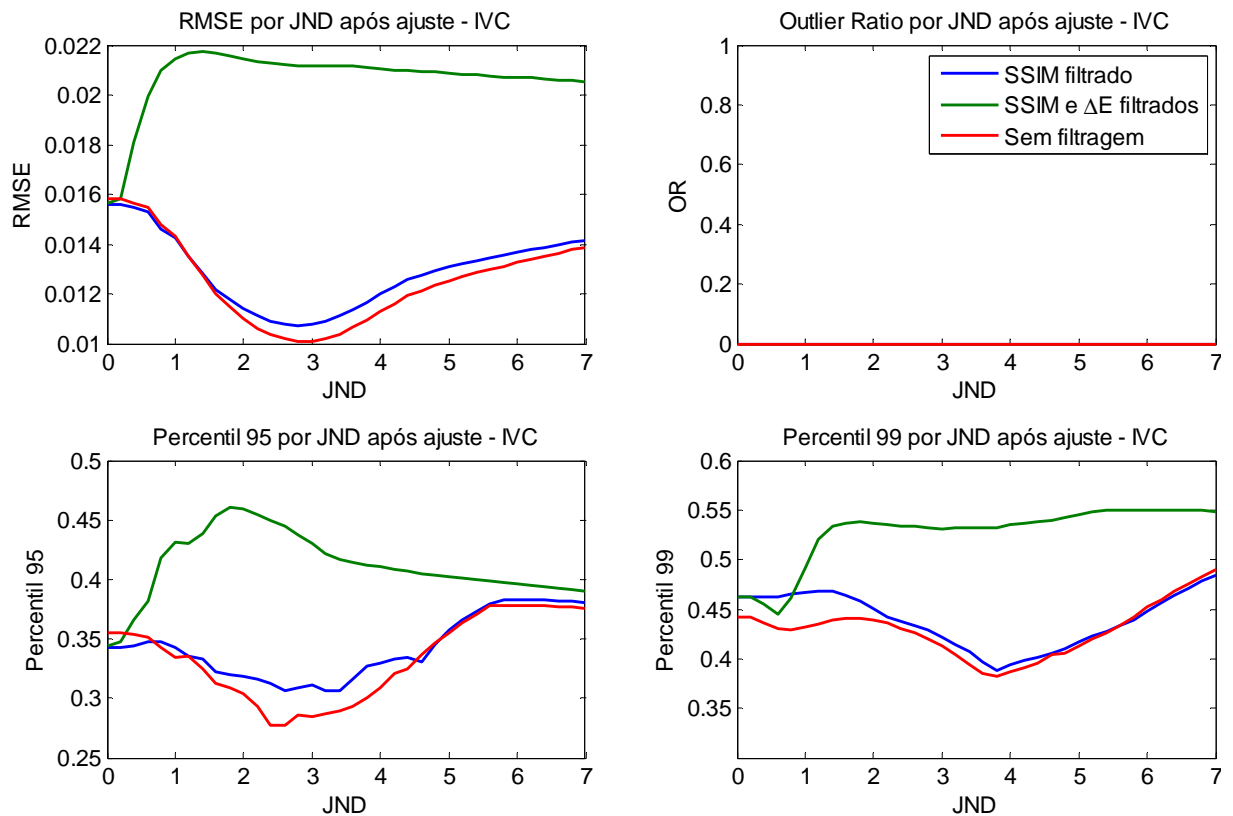 RMSE por JND após ajuste - IVC
0.022
0.02
0.018
0.016
0.014
0.012
0.01
RMSE
0 1 2 3 4 5 6 7
JND
Outlier Ratio por JND após ajuste - IVC
1
0.8
0.6
0.4
0.2
0
OR
SSIM filtrado
SSIM e ΔE filtrados
Sem filtragem
0 1 2 3 4 5 6 7
JND
Percentil 95 por JND após ajuste - IVC
0.5
0.45
0.4
0.35
0.3
0.25
Percentil 95
0 1 2 3 4 5 6 7
JND
Percentil 99 por JND após ajuste - IVC
0.6
0.55
0.5
0.45
0.4
0.35
Percentil 99
0 1 2 3 4 5 6 7
JND